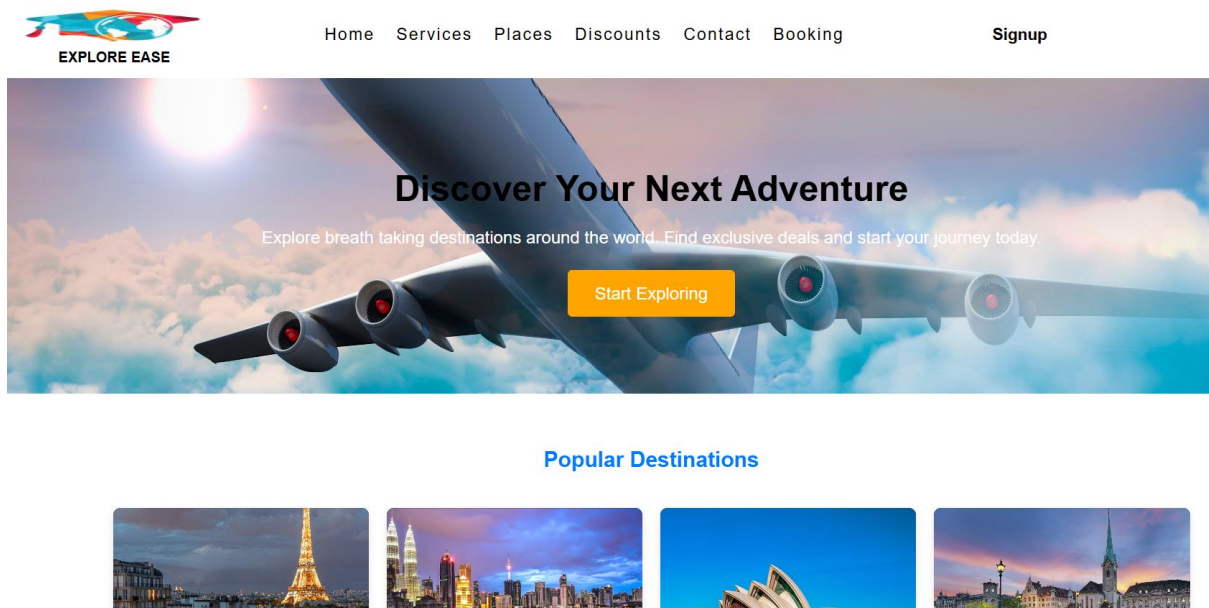 EXPLORE EASE
Home Services Places Discounts Contact Booking Signup
Discover Your Next Adventure
Explore breath taking destinations around the world. Find exclusive deals and start your journey today.
Start Exploring
Popular Destinations